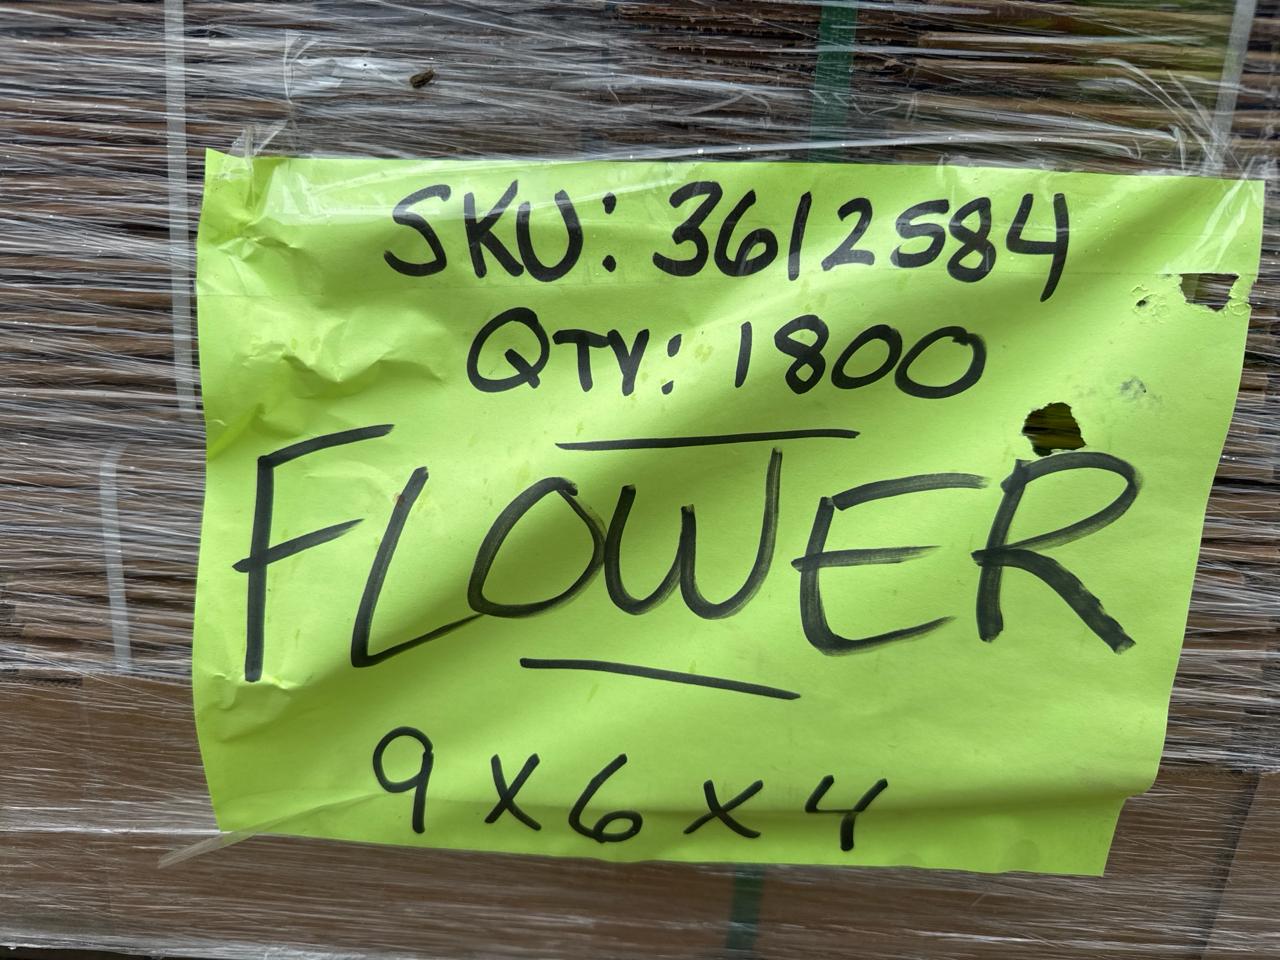 SKU: 3612584
QTY: 1800
FLOWER
9 x 6 x 4